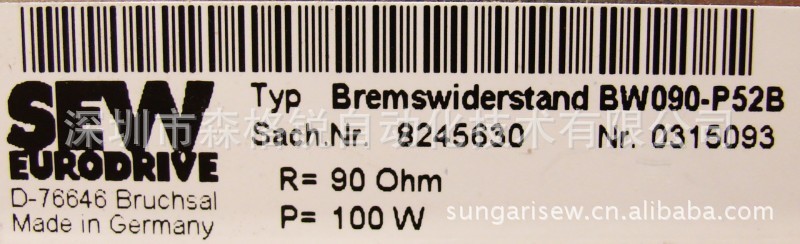 SEW
EURODRIVE
D-76646 Bruchsal
Made in Germany
Typ Bremswiderstand BW090-P52B
Sach.Nr. 8245630 Nr. 0315093
R= 90 Ohm
P= 100 W
深圳市森格锐自动化技术有限公司
sungarisew.cn.alibaba.com